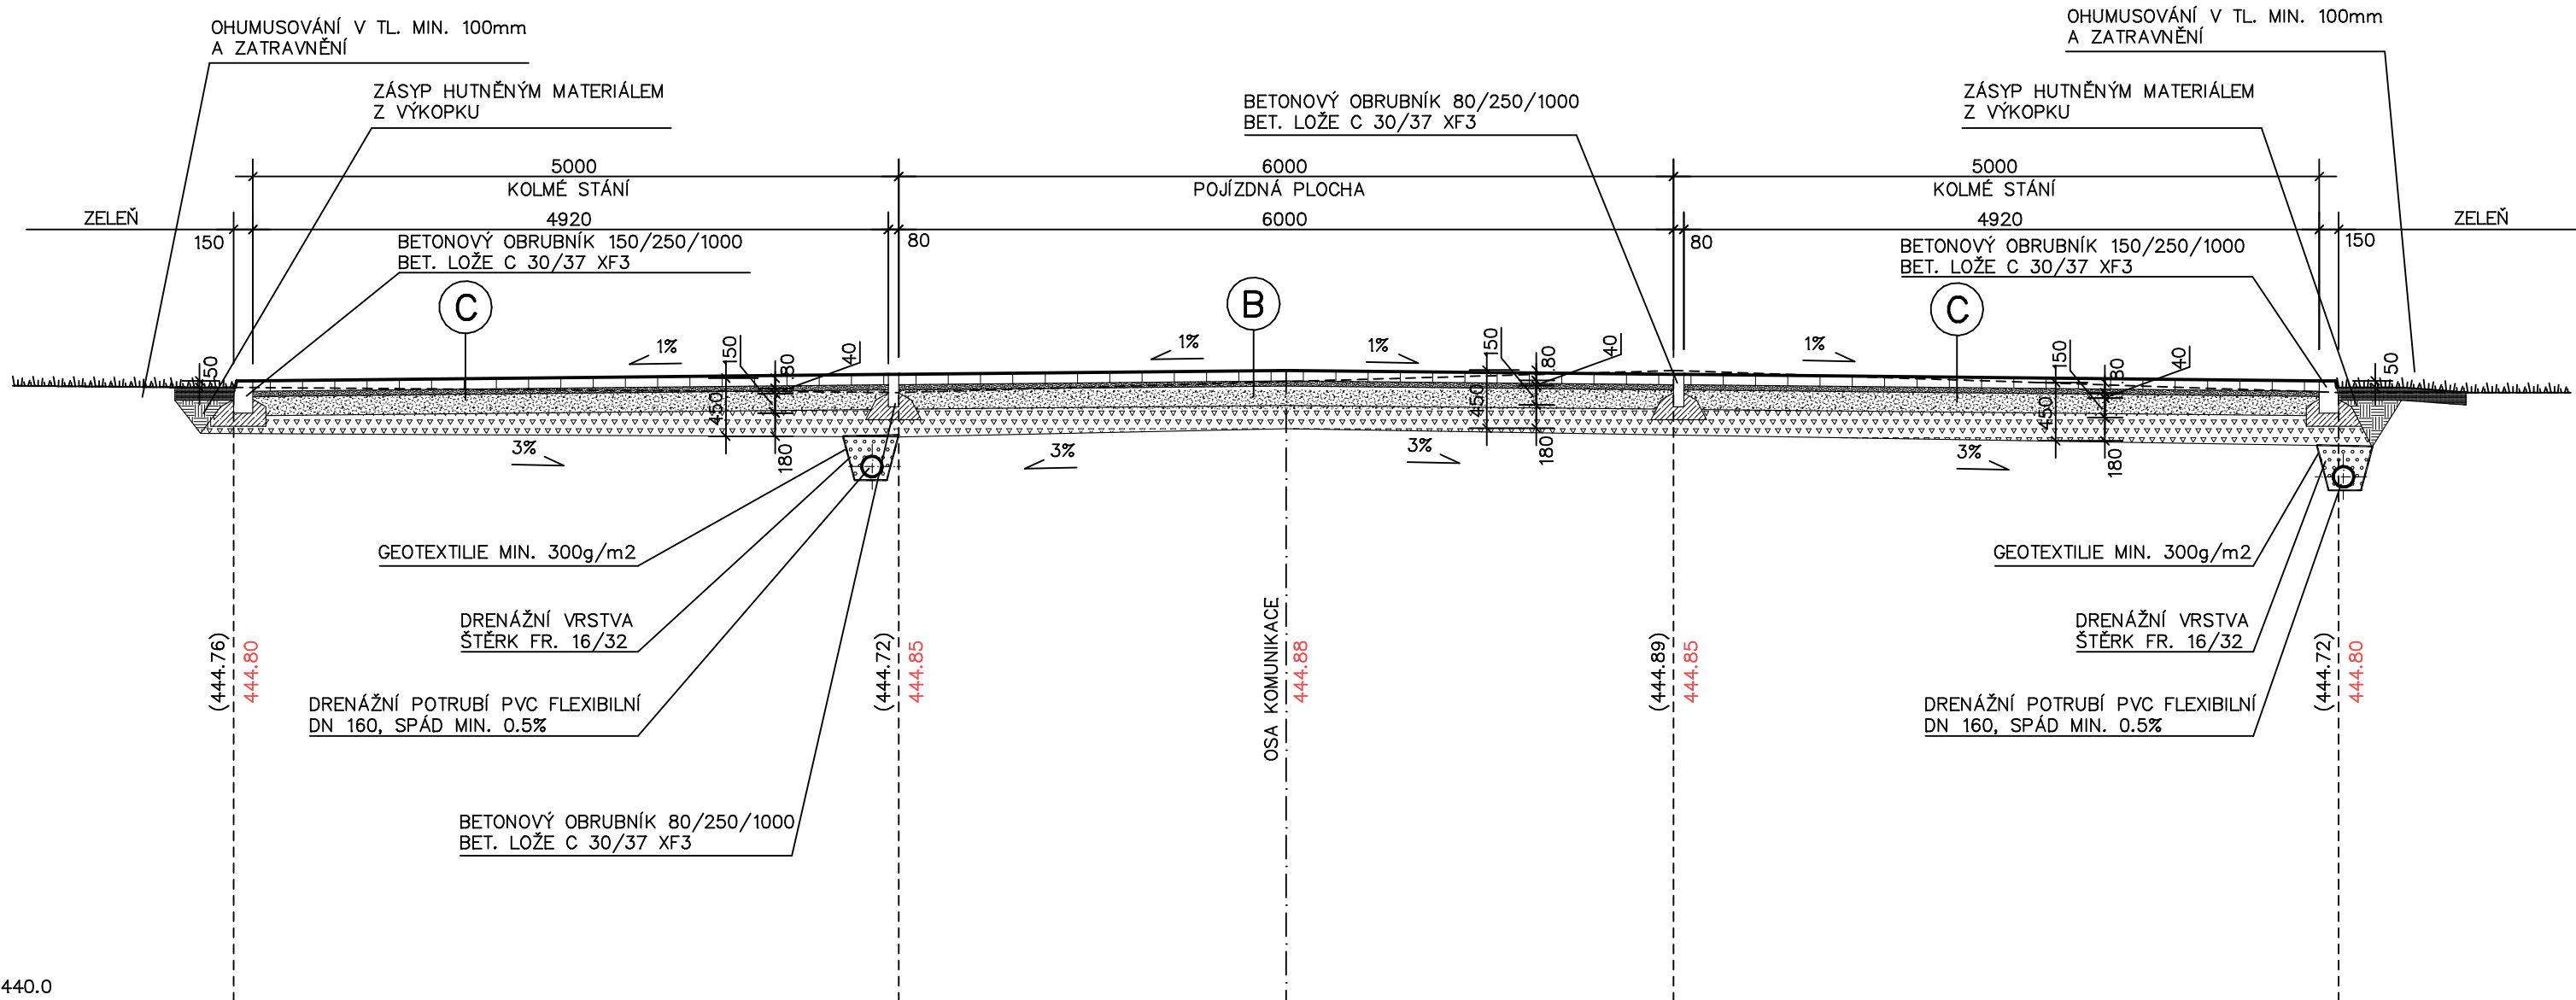 OHUMUSOVÁNÍ V TL. MIN. 100mm
A ZATRAVNĚNÍ
OHUMUSOVÁNÍ V TL. MIN. 100mm
A ZATRAVNĚNÍ
ZÁSYP HUTNĚNÝM MATERIÁLEM
Z VÝKOPKU
BETONOVÝ OBRUBNÍK 80/250/1000
BET. LOŽE C 30/37 XF3
ZÁSYP HUTNĚNÝM MATERIÁLEM
Z VÝKOPKU
5000
6000
5000
KOLMÉ STÁNÍ
POJÍZDNÁ PLOCHA
KOLMÉ STÁNÍ
ZELEŇ
4920
6000
4920
ZELEŇ
150
80
80
150
BETONOVÝ OBRUBNÍK 150/250/1000
BET. LOŽE C 30/37 XF3
BETONOVÝ OBRUBNÍK 150/250/1000
BET. LOŽE C 30/37 XF3
C
B
C
1%
1%
1%
1%
50
150
80
40
450
180
150
80
40
450
180
150
80
40
450
180
50
3%
3%
3%
3%
GEOTEXTILIE MIN. 300g/m2
GEOTEXTILIE MIN. 300g/m2
DRENÁŽNÍ VRSTVA
ŠTĚRK FR. 16/32
DRENÁŽNÍ VRSTVA
ŠTĚRK FR. 16/32
(444.76)
444.80
(444.72)
444.85
OSA KOMUNIKACE
444.88
(444.89)
444.85
(444.72)
444.80
DRENÁŽNÍ POTRUBÍ PVC FLEXIBILNÍ
DN 160, SPÁD MIN. 0.5%
DRENÁŽNÍ POTRUBÍ PVC FLEXIBILNÍ
DN 160, SPÁD MIN. 0.5%
BETONOVÝ OBRUBNÍK 80/250/1000
BET. LOŽE C 30/37 XF3
440.0